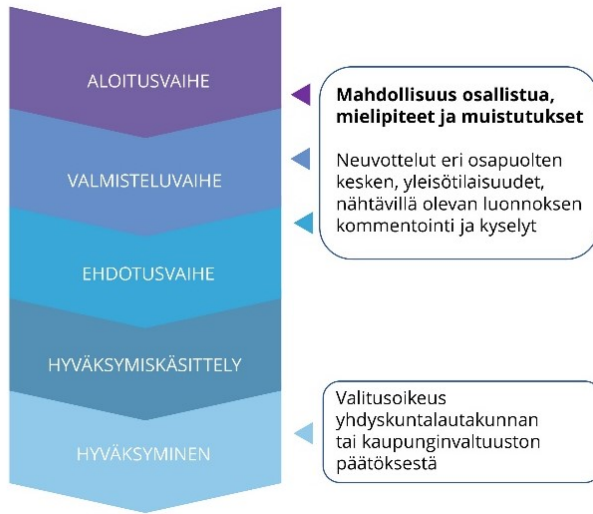 ALOITUSVAIHE
VALMISTELUVAIHE
EHDOTUSVAIHE
HYVÄKSYMISKÄSITTELY
HYVÄKSYMINEN
Mahdollisuus osallistua,
mielipiteet ja muistutukset
Neuvottelut eri osapuolten
kesken, yleisötilaisuudet,
nähtävillä olevan luonnoksen
kommentointi ja kyselyt
Valitusoikeus
yhdyskuntalautakunnan
tai kaupunginvaltuuston
päätöksestä